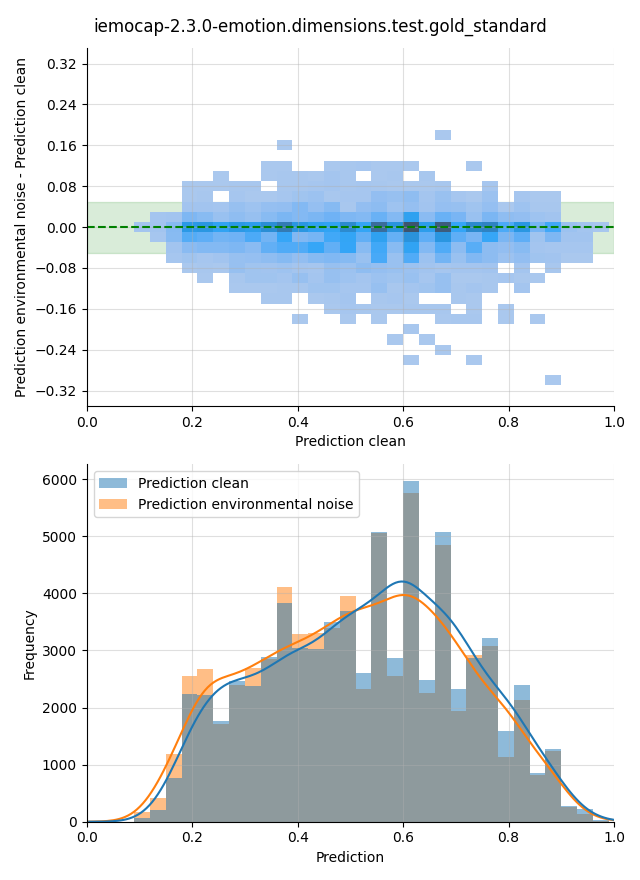 iemocap-2.3.0-emotion.dimensions.test.gold_standard
Prediction environmental noise - Prediction clean
0.32
0.24
0.16
0.08
0.00
−0.08
−0.16
−0.24
−0.32
0.0 0.2 0.4 0.6 0.8 1.0
Prediction clean
Frequency
6000
5000
4000
3000
2000
1000
0
Prediction clean
Prediction environmental noise
0.0 0.2 0.4 0.6 0.8 1.0
Prediction